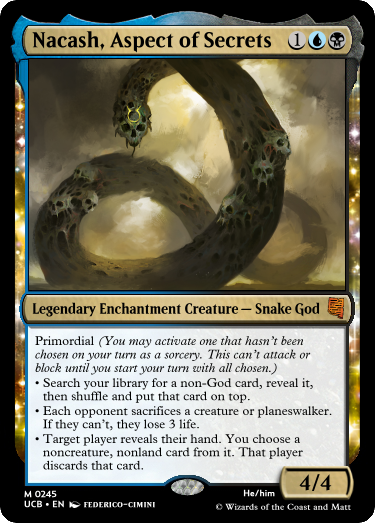 Nacash, Aspect of Secrets 1
Legendary Enchantment Creature — Snake God
Primordial (You may activate one that hasn't been
chosen on your turn as a sorcery. This can't attack or
block until you start your turn with all chosen.)
• Search your library for a non-God card, reveal it,
then shuffle and put that card on top.
• Each opponent sacrifices a creature or planeswalker.
If they can't, they lose 3 life.
• Target player reveals their hand. You choose a
noncreature, nonland card from it. That player
discards that card.
4/4
M 0245 He/him
UCB • EN FEDERICO-CIMINI © Wizards of the Coast and Matt